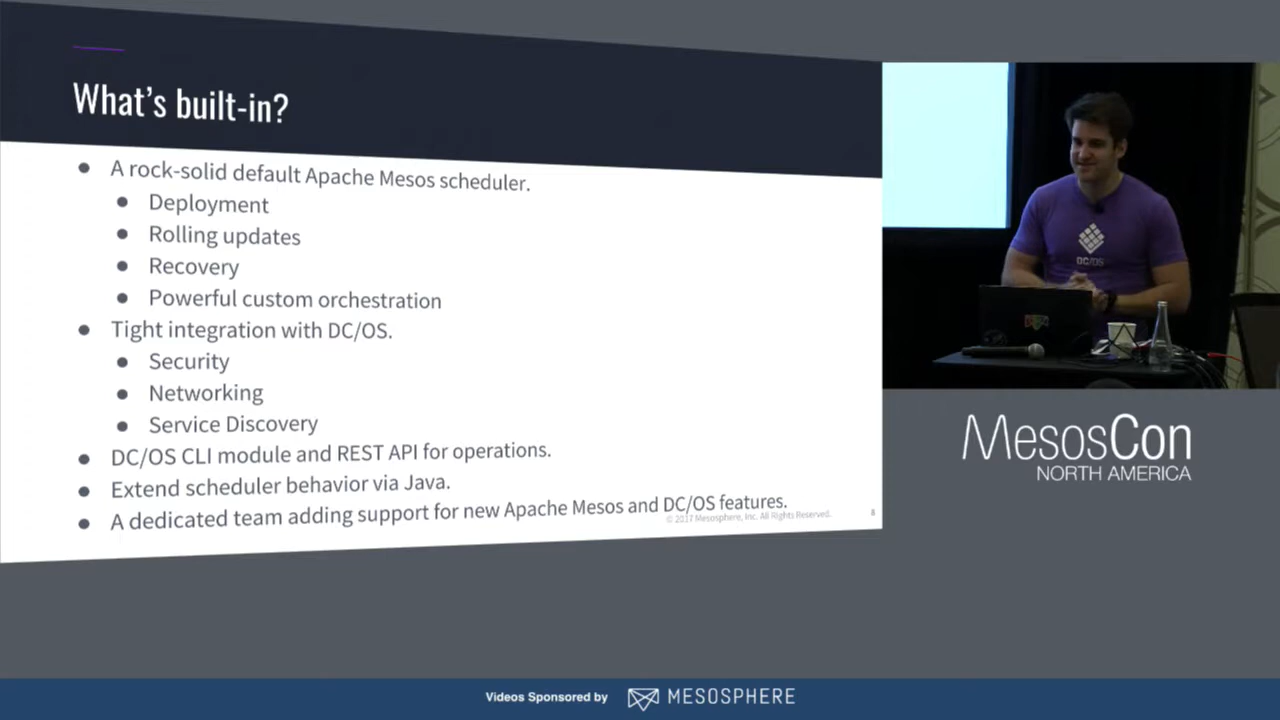 What's built-in?
● A rock-solid default Apache Mesos scheduler.
● Deployment
● Rolling updates
● Recovery
● Powerful custom orchestration
● Tight integration with DC/OS.
● Security
● Networking
● Service Discovery
● DC/OS CLI module and REST API for operations.
● Extend scheduler behavior via Java.
● A dedicated team adding support for new Apache Mesos and DC/OS features.
© 2017 Mesosphere, Inc. All Rights Reserved.
8
DC/OS
MesosCon
NORTH AMERICA
Videos Sponsored by
MESOSPHERE